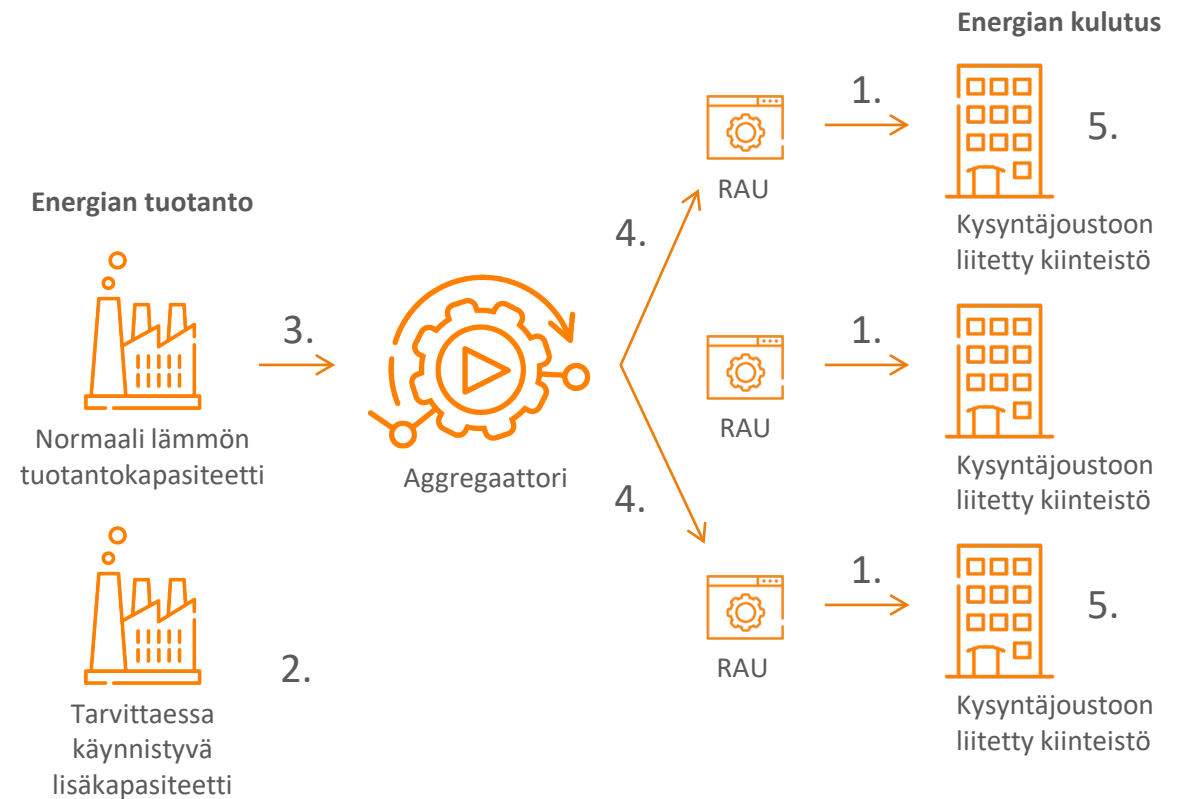 Energian tuotanto
Normaali lämmön
tuotantokapasiteetti
2.
Tarvittaessa
käynnistyvä
lisäkapasiteetti
3.
Aggregaattori
4.
4.
RAU
RAU
RAU
1.
1.
1.
Energian kulutus
5.
Kysyntäjoustoon
liitetty kiinteistö
Kysyntäjoustoon
liitetty kiinteistö
5.
Kysyntäjoustoon
liitetty kiinteistö